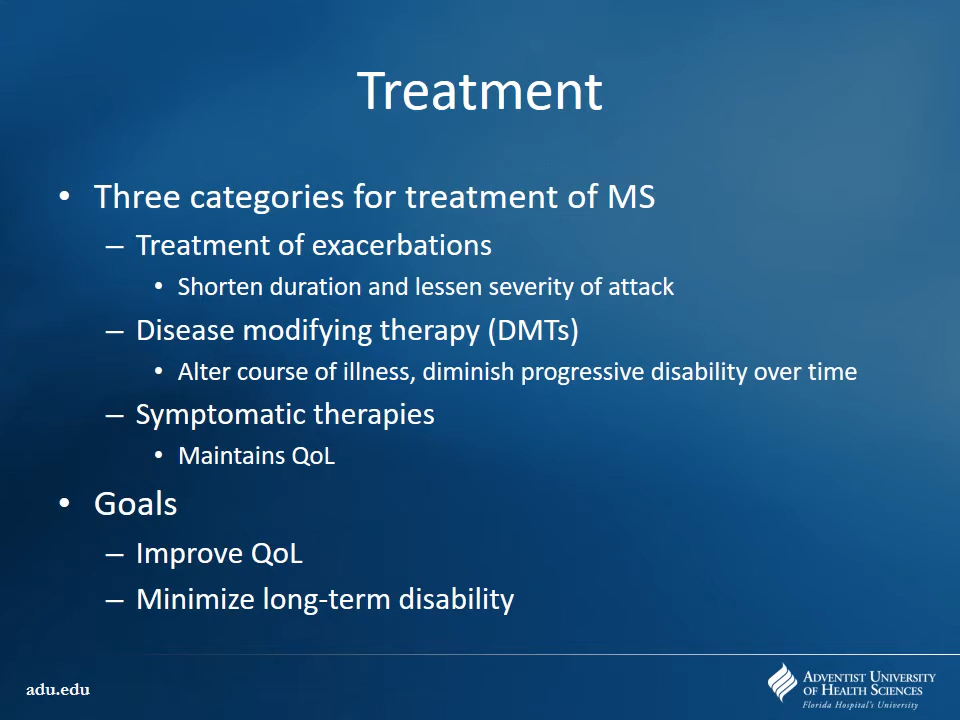 Treatment
• Three categories for treatment of MS
– Treatment of exacerbations
• Shorten duration and lessen severity of attack
– Disease modifying therapy (DMTs)
• Alter course of illness, diminish progressive disability over time
– Symptomatic therapies
• Maintains QoL
• Goals
– Improve QoL
– Minimize long-term disability
adu.edu
ADVENTIST UNIVERSITY
OF HEALTH SCIENCES
Florida Hospital's University